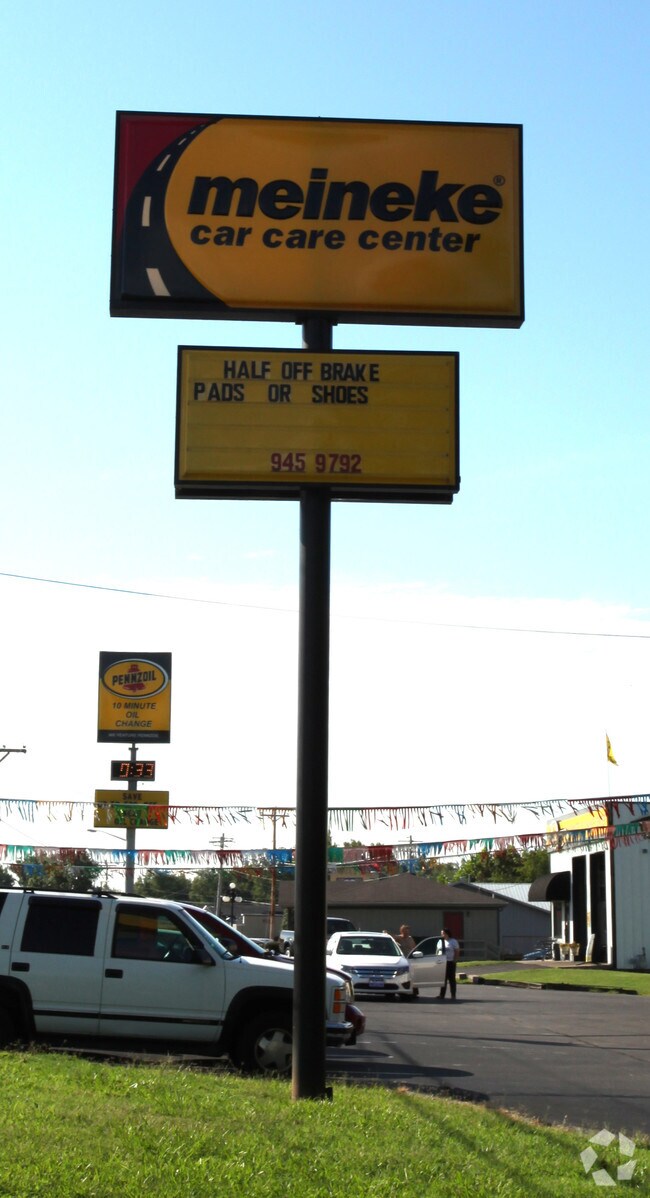 meineke®
car care center
HALF OFF BRAKE
PADS OR SHOES
945 9792
PENNZOIL
10 MINUTE
OIL
CHANGE